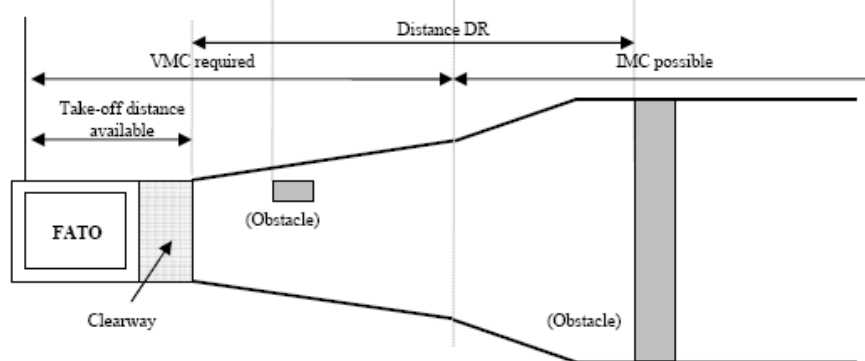 Distance DR
VMC required
IMC possible
Take-off distance
available
(Obstacle)
FATO
Clearway
(Obstacle)